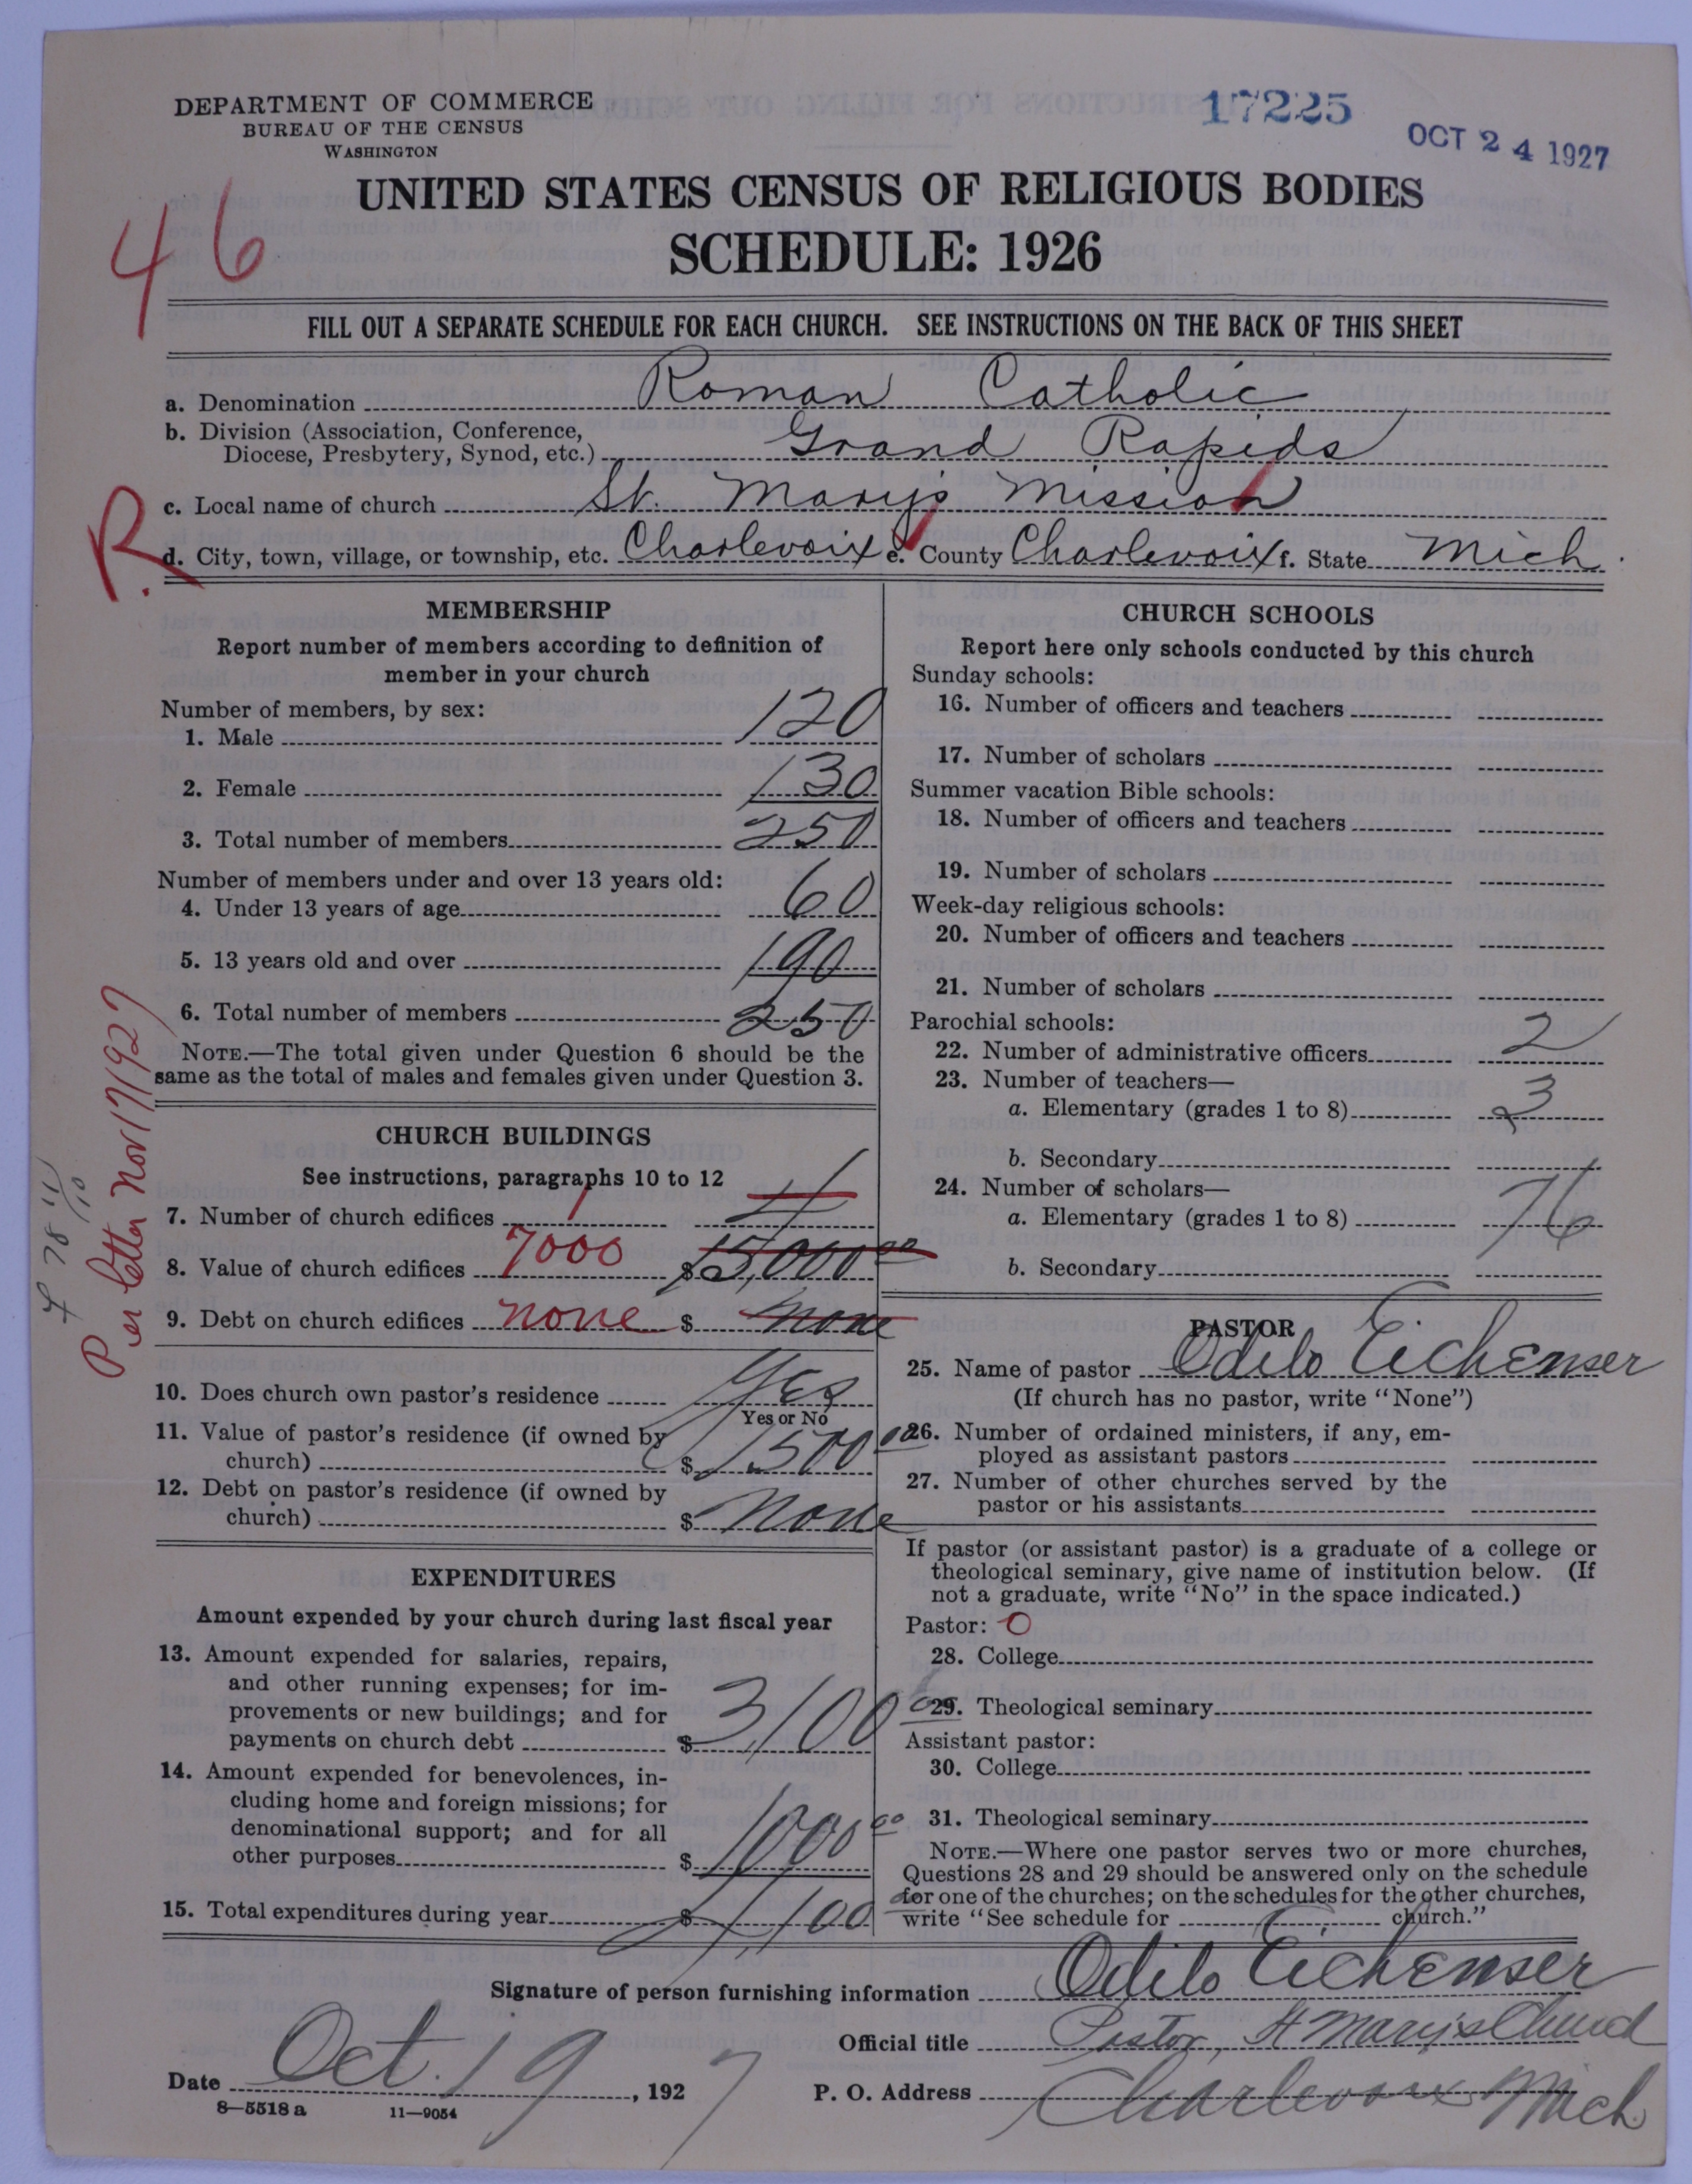 DEPARTMENT OF COMMERCE
BUREAU OF THE CENSUS
WASHINGTON
17225
OCT 24 1927
UNITED STATES CENSUS OF RELIGIOUS BODIES
SCHEDULE: 1926
46
FILL OUT A SEPARATE SCHEDULE FOR EACH CHURCH. SEE INSTRUCTIONS ON THE BACK OF THIS SHEET
a. Denomination Roman Catholic
b. Division (Association, Conference,
Diocese, Presbytery, Synod, etc.) Grand Rapids
c. Local name of church St. Marys Mission
R.
d. City, town, village, or township, etc. Charlevoix e. County Charlevoix f. State Mich.
MEMBERSHIP
Report number of members according to definition of
member in your church
Number of members, by sex:
1. Male 120
2. Female 130
3. Total number of members 250
Number of members under and over 13 years old:
4. Under 13 years of age 60
5. 13 years old and over 190
6. Total number of members 250
NOTE.—The total given under Question 6 should be the
same as the total of males and females given under Question 3.
Per letter Nov 17/1927
CHURCH BUILDINGS
See instructions, paragraphs 10 to 12
7. Number of church edifices 1
8. Value of church edifices 7000 $15,000 00
9. Debt on church edifices none $ none
10. Does church own pastor's residence Yes
Yes or No
11. Value of pastor's residence (if owned by
church) $1500 00
12. Debt on pastor's residence (if owned by
church) $ None
EXPENDITURES
Amount expended by your church during last fiscal year
13. Amount expended for salaries, repairs,
and other running expenses; for im-
provements or new buildings; and for
payments on church debt $3,100 00
14. Amount expended for benevolences, in-
cluding home and foreign missions; for
denominational support; and for all
other purposes $1000 00
15. Total expenditures during year $4,100 00
CHURCH SCHOOLS
Report here only schools conducted by this church
Sunday schools:
16. Number of officers and teachers
17. Number of scholars
Summer vacation Bible schools:
18. Number of officers and teachers
19. Number of scholars
Week-day religious schools:
20. Number of officers and teachers
21. Number of scholars
Parochial schools:
22. Number of administrative officers 2
23. Number of teachers—
a. Elementary (grades 1 to 8) 3
b. Secondary
24. Number of scholars—
a. Elementary (grades 1 to 8) 76
b. Secondary
PASTOR
25. Name of pastor Odilo Eichenser
(If church has no pastor, write "None")
26. Number of ordained ministers, if any, em-
ployed as assistant pastors
27. Number of other churches served by the
pastor or his assistants
If pastor (or assistant pastor) is a graduate of a college or
theological seminary, give name of institution below. (If
not a graduate, write "No" in the space indicated.)
Pastor: O
28. College
29. Theological seminary
Assistant pastor:
30. College
31. Theological seminary
NOTE.—Where one pastor serves two or more churches,
Questions 28 and 29 should be answered only on the schedule
for one of the churches; on the schedules for the other churches,
write "See schedule for church."
Signature of person furnishing information Odilo Eichenser
Official title Pastor, St Mary's Church
Date Oct. 19, 1927 P. O. Address Charlevoix Mich
8—5518 a 11—9054